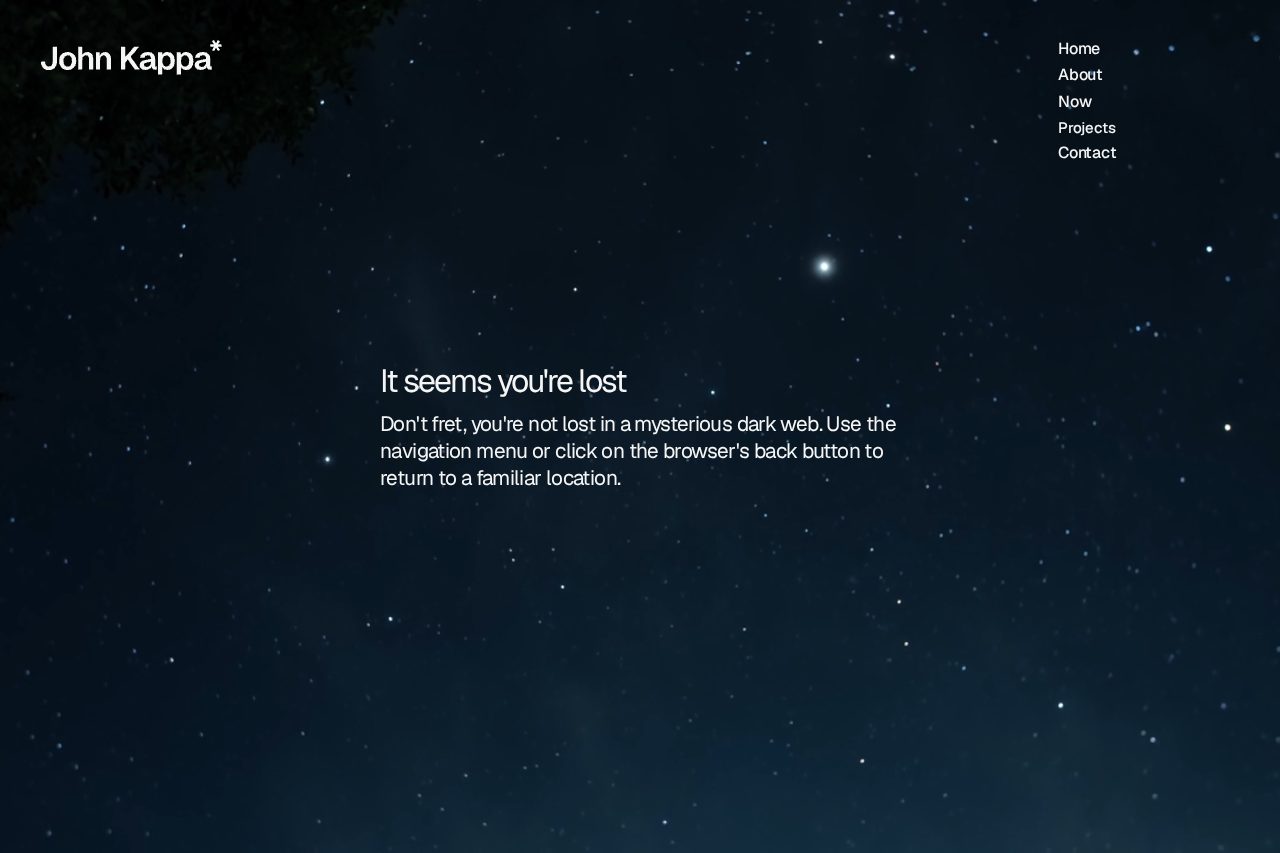 John Kappa*
Home
About
Now
Projects
Contact
It seems you're lost
Don't fret, you're not lost in a mysterious dark web. Use the
navigation menu or click on the browser's back button to
return to a familiar location.